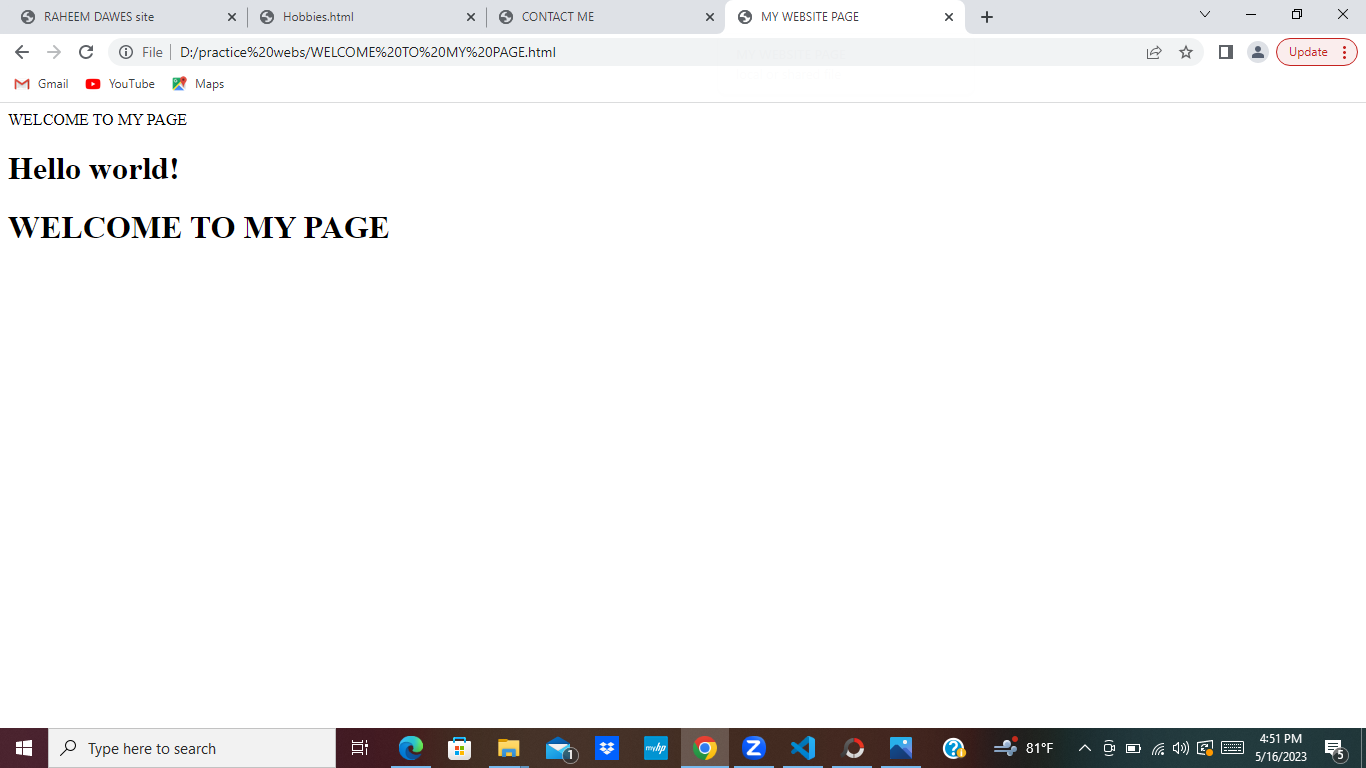 RAHEEM DAWES site
Hobbies.html
CONTACT ME
MY WEBSITE PAGE
File
D:/practice%20webs/WELCOME%20TO%20MY%20PAGE.html
Update
Gmail
YouTube
Maps
WELCOME TO MY PAGE
Hello world!
WELCOME TO MY PAGE
Type here to search
1
myhp
Z
81°F
4:51 PM
5/16/2023
5